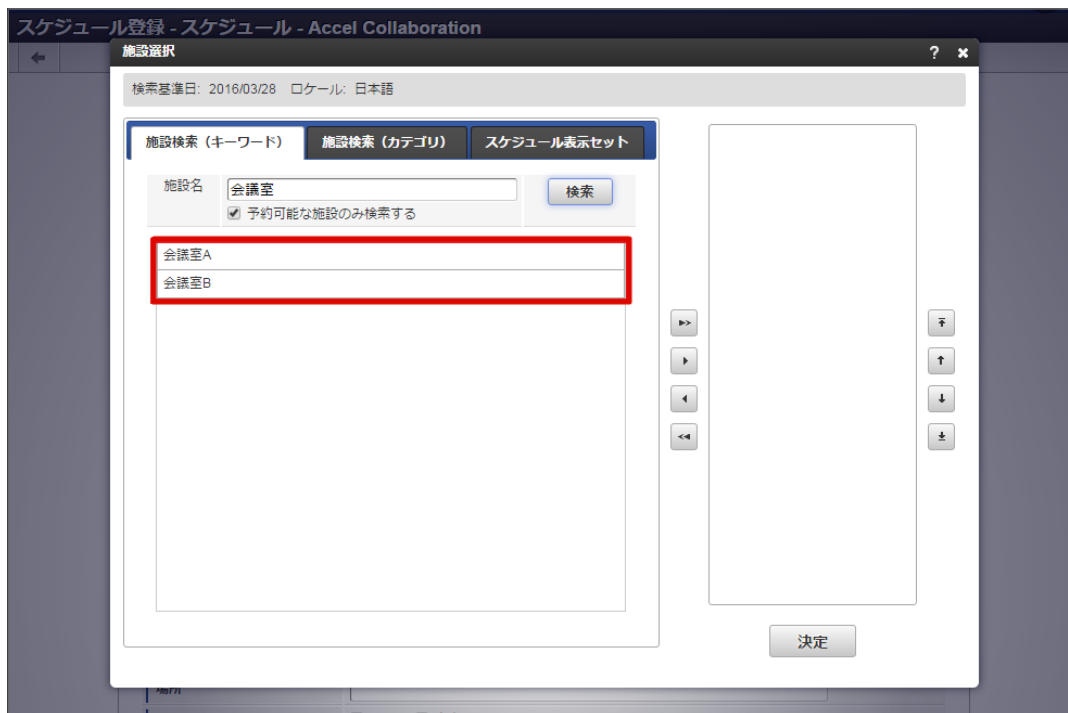 スケジュール登録 - スケジュール - Accel Collaboration
施設選択
検索基準日: 2016/03/28 ロケール: 日本語
施設検索（キーワード） 施設検索（カテゴリ） スケジュール表示セット
施設名 会議室 検索
予約可能な施設のみ検索する
会議室A
会議室B
決定
場所